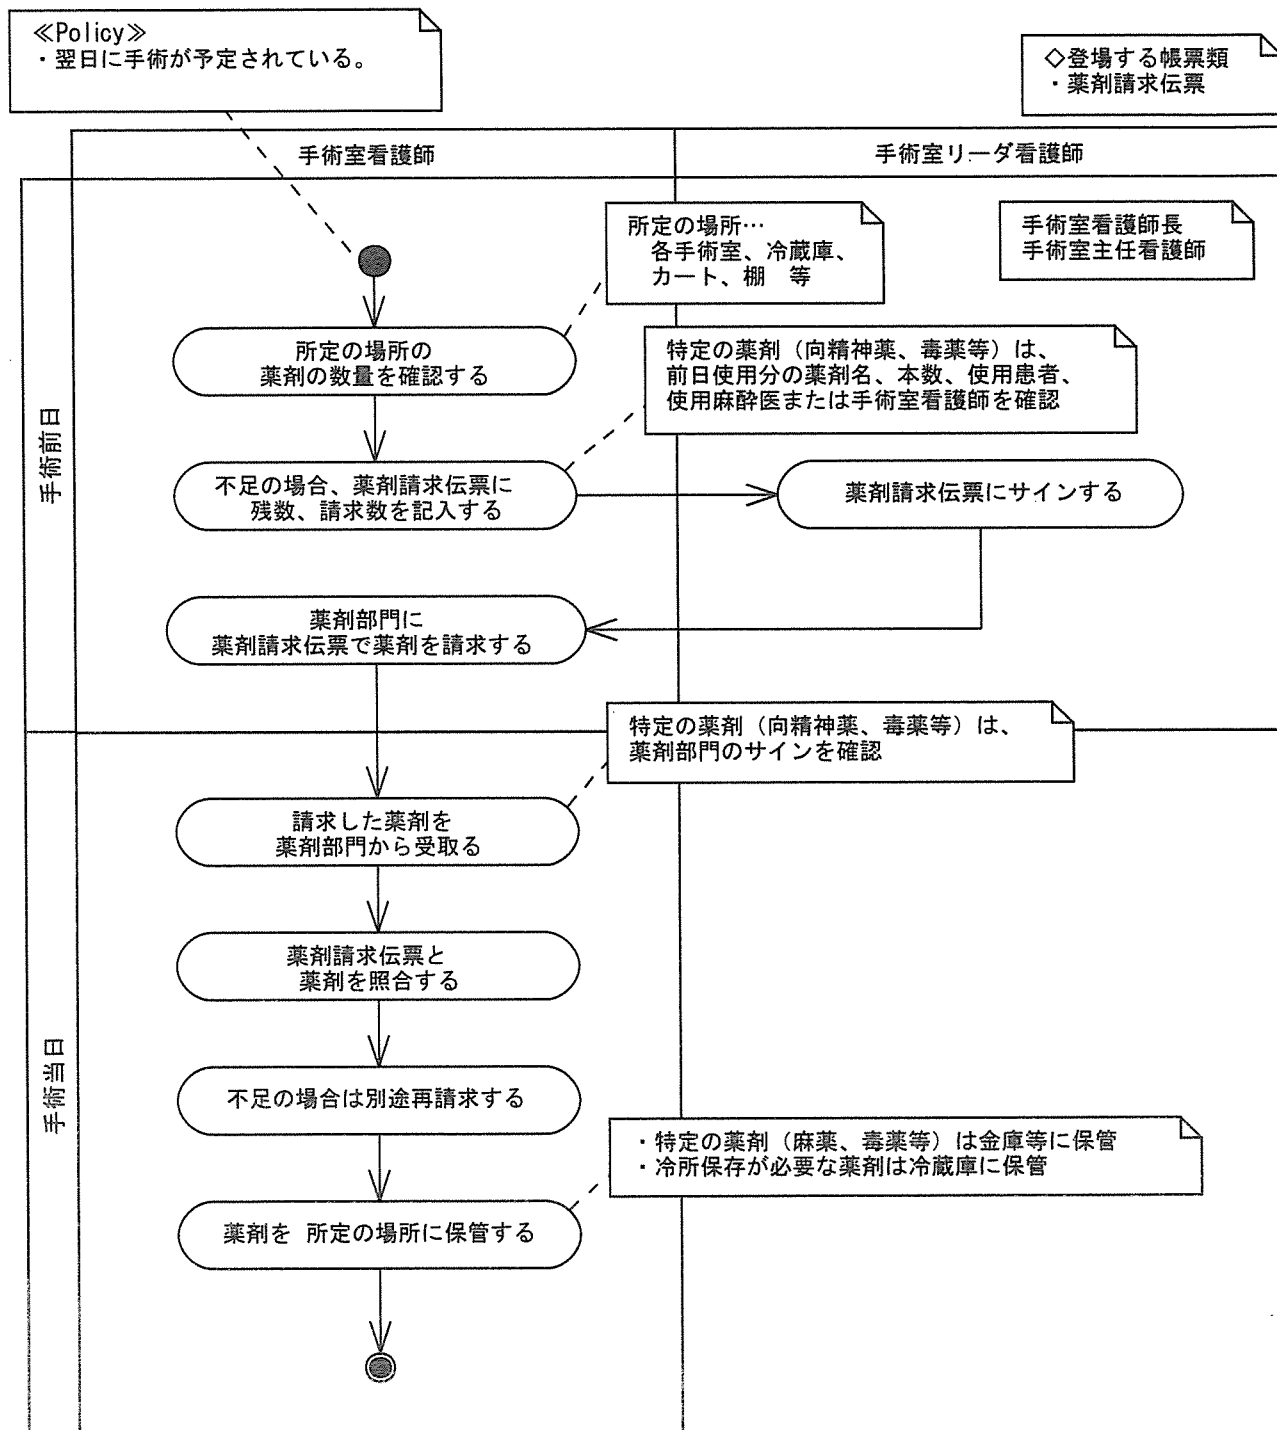 ≪Policy≫
・翌日に手術が予定されている。
◇登場する帳票類
・薬剤請求伝票
手術室看護師
手術室リーダ看護師
手術前日
所定の場所…
各手術室、冷蔵庫、
カート、棚　等
手術室看護師長
手術室主任看護師
所定の場所の
薬剤の数量を確認する
特定の薬剤（向精神薬、毒薬等）は、
前日使用分の薬剤名、本数、使用患者、
使用麻酔医または手術室看護師を確認
不足の場合、薬剤請求伝票に
残数、請求数を記入する
薬剤請求伝票にサインする
薬剤部門に
薬剤請求伝票で薬剤を請求する
手術当日
特定の薬剤（向精神薬、毒薬等）は、
薬剤部門のサインを確認
請求した薬剤を
薬剤部門から受取る
薬剤請求伝票と
薬剤を照合する
不足の場合は別途再請求する
・特定の薬剤（麻薬、毒薬等）は金庫等に保管
・冷所保存が必要な薬剤は冷蔵庫に保管
薬剤を 所定の場所に保管する